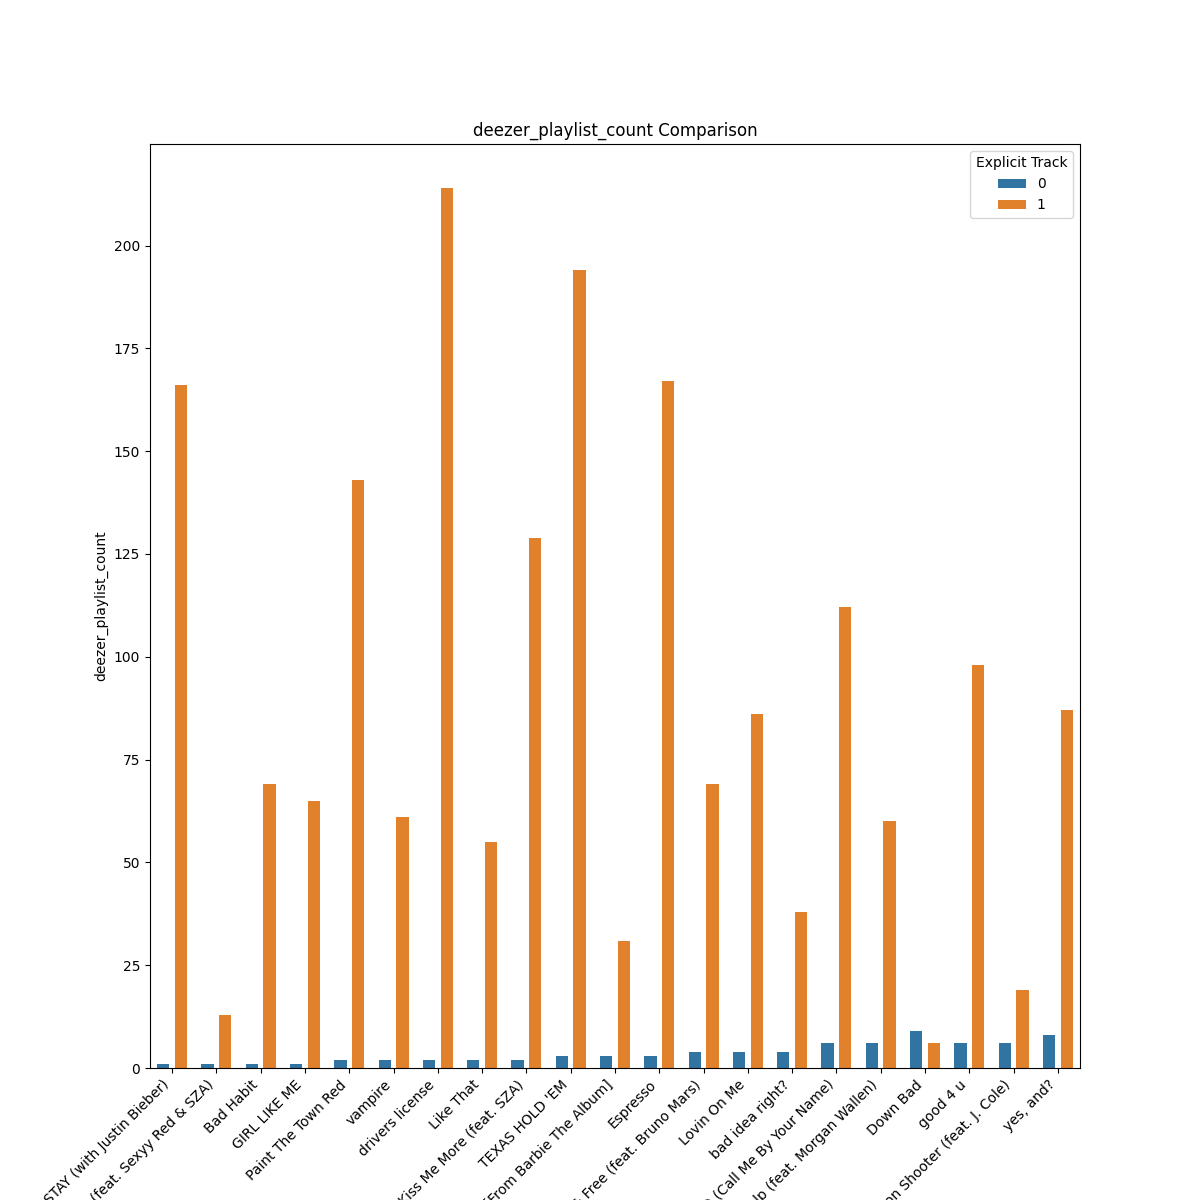 deezer_playlist_count Comparison
Explicit Track
0
1
200
175
150
125
100
75
50
25
0
deezer_playlist_count
STAY (with Justin Bieber)
(feat. Sexyy Red & SZA)
Bad Habit
GIRL LIKE ME
Paint The Town Red
vampire
drivers license
Like That
Kiss Me More (feat. SZA)
TEXAS HOLD 'EM
From Barbie The Album]
Espresso
Free (feat. Bruno Mars)
Lovin On Me
bad idea right?
(Call Me By Your Name)
(feat. Morgan Wallen)
Down Bad
good 4 u
Shooter (feat. J. Cole)
yes, and?